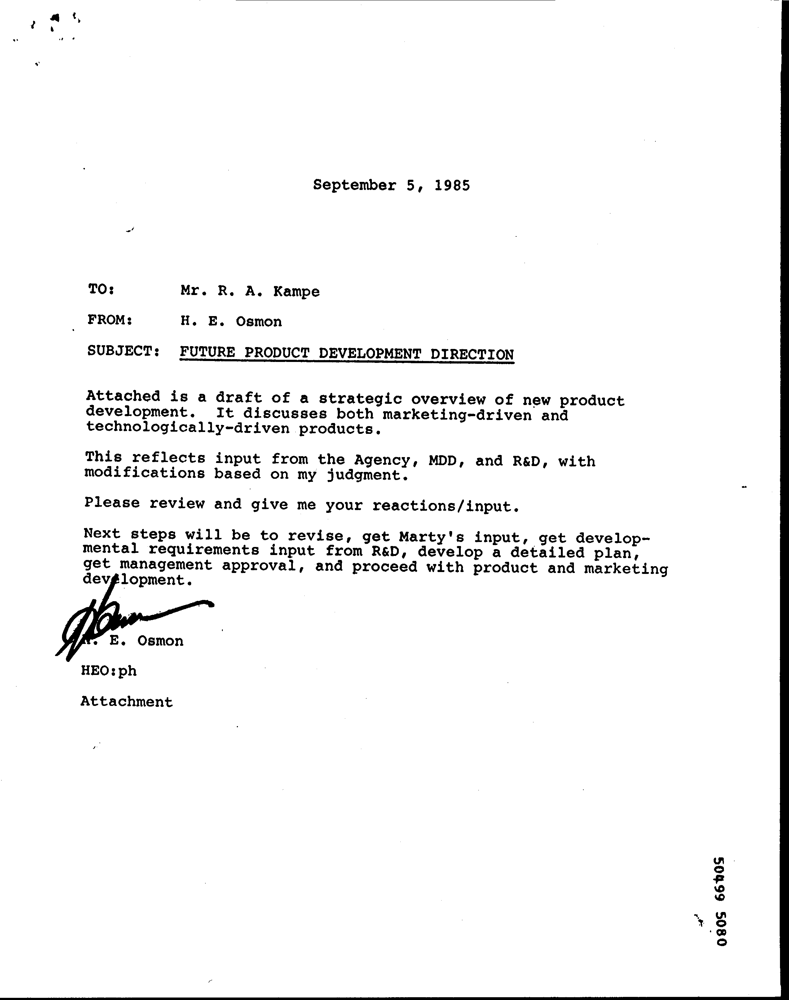 September 5, 1985
TO: Mr. R. A. Kampe
FROM: H. E. Osmon
SUBJECT: FUTURE PRODUCT DEVELOPMENT DIRECTION
Attached is a draft of a strategic overview of new product
development. It discusses both marketing-driven and
technologically-driven products.
This reflects input from the Agency, MDD, and R&D, with
modifications based on my judgment.
Please review and give me your reactions/input.
Next steps will be to revise, get Marty's input, get develop-
mental requirements input from R&D, develop a detailed plan,
get management approval, and proceed with product and marketing
development.
H. E. Osmon
HEO:ph
Attachment
50499 5080